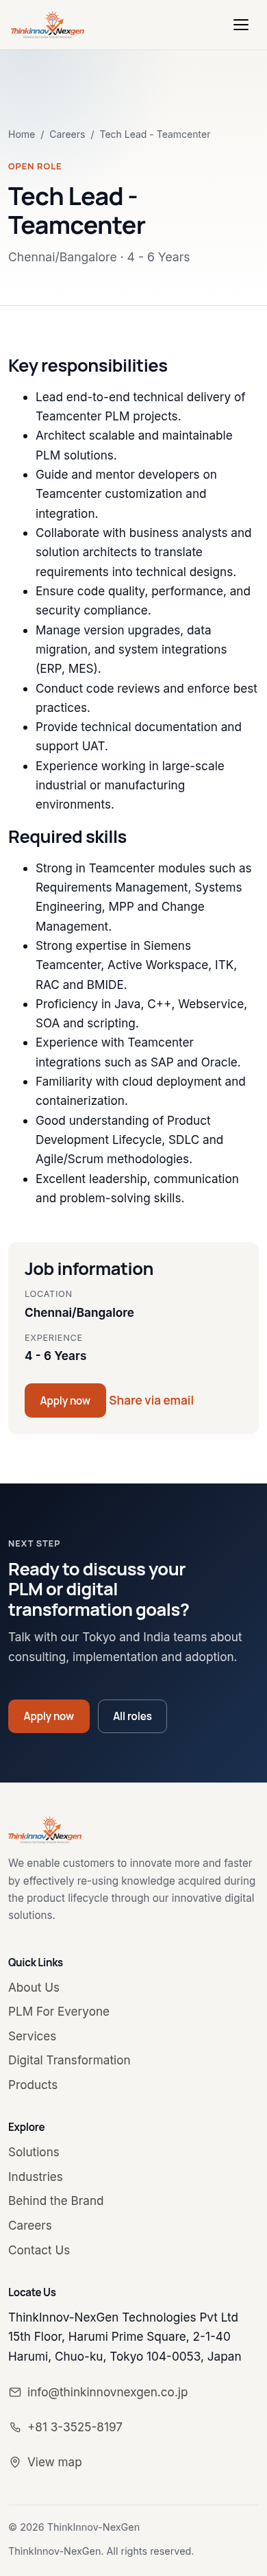 ThinkInnov NexGen
Home / Careers / Tech Lead - Teamcenter
OPEN ROLE
Tech Lead -
Teamcenter
Chennai/Bangalore · 4 - 6 Years
Key responsibilities
• Lead end-to-end technical delivery of
Teamcenter PLM projects.
• Architect scalable and maintainable
PLM solutions.
• Guide and mentor developers on
Teamcenter customization and
integration.
• Collaborate with business analysts and
solution architects to translate
requirements into technical designs.
• Ensure code quality, performance, and
security compliance.
• Manage version upgrades, data
migration, and system integrations
(ERP, MES).
• Conduct code reviews and enforce best
practices.
• Provide technical documentation and
support UAT.
• Experience working in large-scale
industrial or manufacturing
environments.
Required skills
• Strong in Teamcenter modules such as
Requirements Management, Systems
Engineering, MPP and Change
Management.
• Strong expertise in Siemens
Teamcenter, Active Workspace, ITK,
RAC and BMIDE.
• Proficiency in Java, C++, Webservice,
SOA and scripting.
• Experience with Teamcenter
integrations such as SAP and Oracle.
• Familiarity with cloud deployment and
containerization.
• Good understanding of Product
Development Lifecycle, SDLC and
Agile/Scrum methodologies.
• Excellent leadership, communication
and problem-solving skills.
Job information
LOCATION
Chennai/Bangalore
EXPERIENCE
4 - 6 Years
Apply now Share via email
NEXT STEP
Ready to discuss your
PLM or digital
transformation goals?
Talk with our Tokyo and India teams about
consulting, implementation and adoption.
Apply now All roles
ThinkInnov NexGen
We enable customers to innovate more and faster
by effectively re-using knowledge acquired during
the product lifecycle through our innovative digital
solutions.
Quick Links
About Us
PLM For Everyone
Services
Digital Transformation
Products
Explore
Solutions
Industries
Behind the Brand
Careers
Contact Us
Locate Us
ThinkInnov-NexGen Technologies Pvt Ltd
15th Floor, Harumi Prime Square, 2-1-40
Harumi, Chuo-ku, Tokyo 104-0053, Japan
info@thinkinnovnexgen.co.jp
+81 3-3525-8197
View map
© 2026 ThinkInnov-NexGen
ThinkInnov-NexGen. All rights reserved.